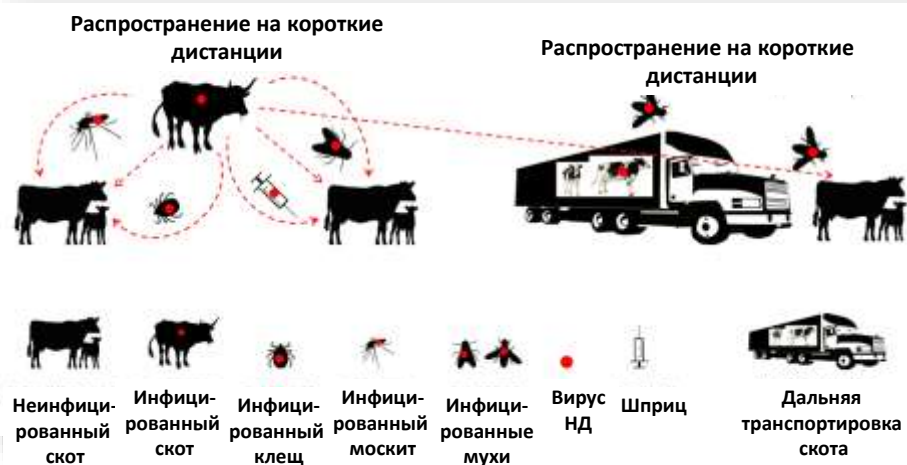 Распространение на короткие
дистанции
Распространение на короткие
дистанции
Неинфици-
рованный
скот
Инфици-
рованный
скот
Инфици-
рованный
клещ
Инфици-
рованный
москит
Инфици-
рованные
мухи
Вирус
НД
Шприц
Дальняя
транспортировка
скота